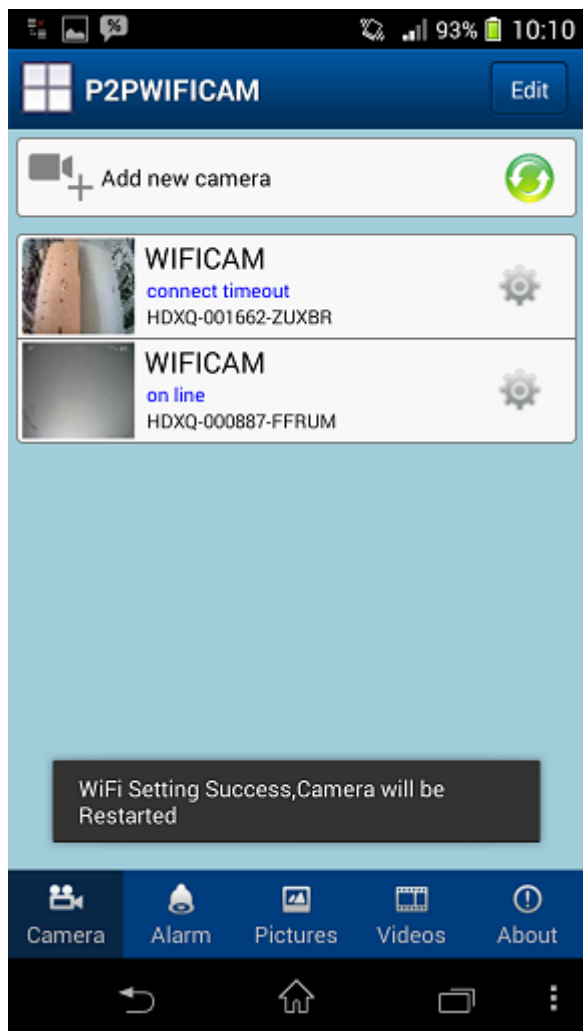 93% 10:10
P2PWIFICAM
Edit
Add new camera
WIFICAM
connect timeout
HDXQ-001662-ZUXBR
WIFICAM
on line
HDXQ-000887-FFRUM
WiFi Setting Success,Camera will be
Restarted
Camera Alarm Pictures Videos About